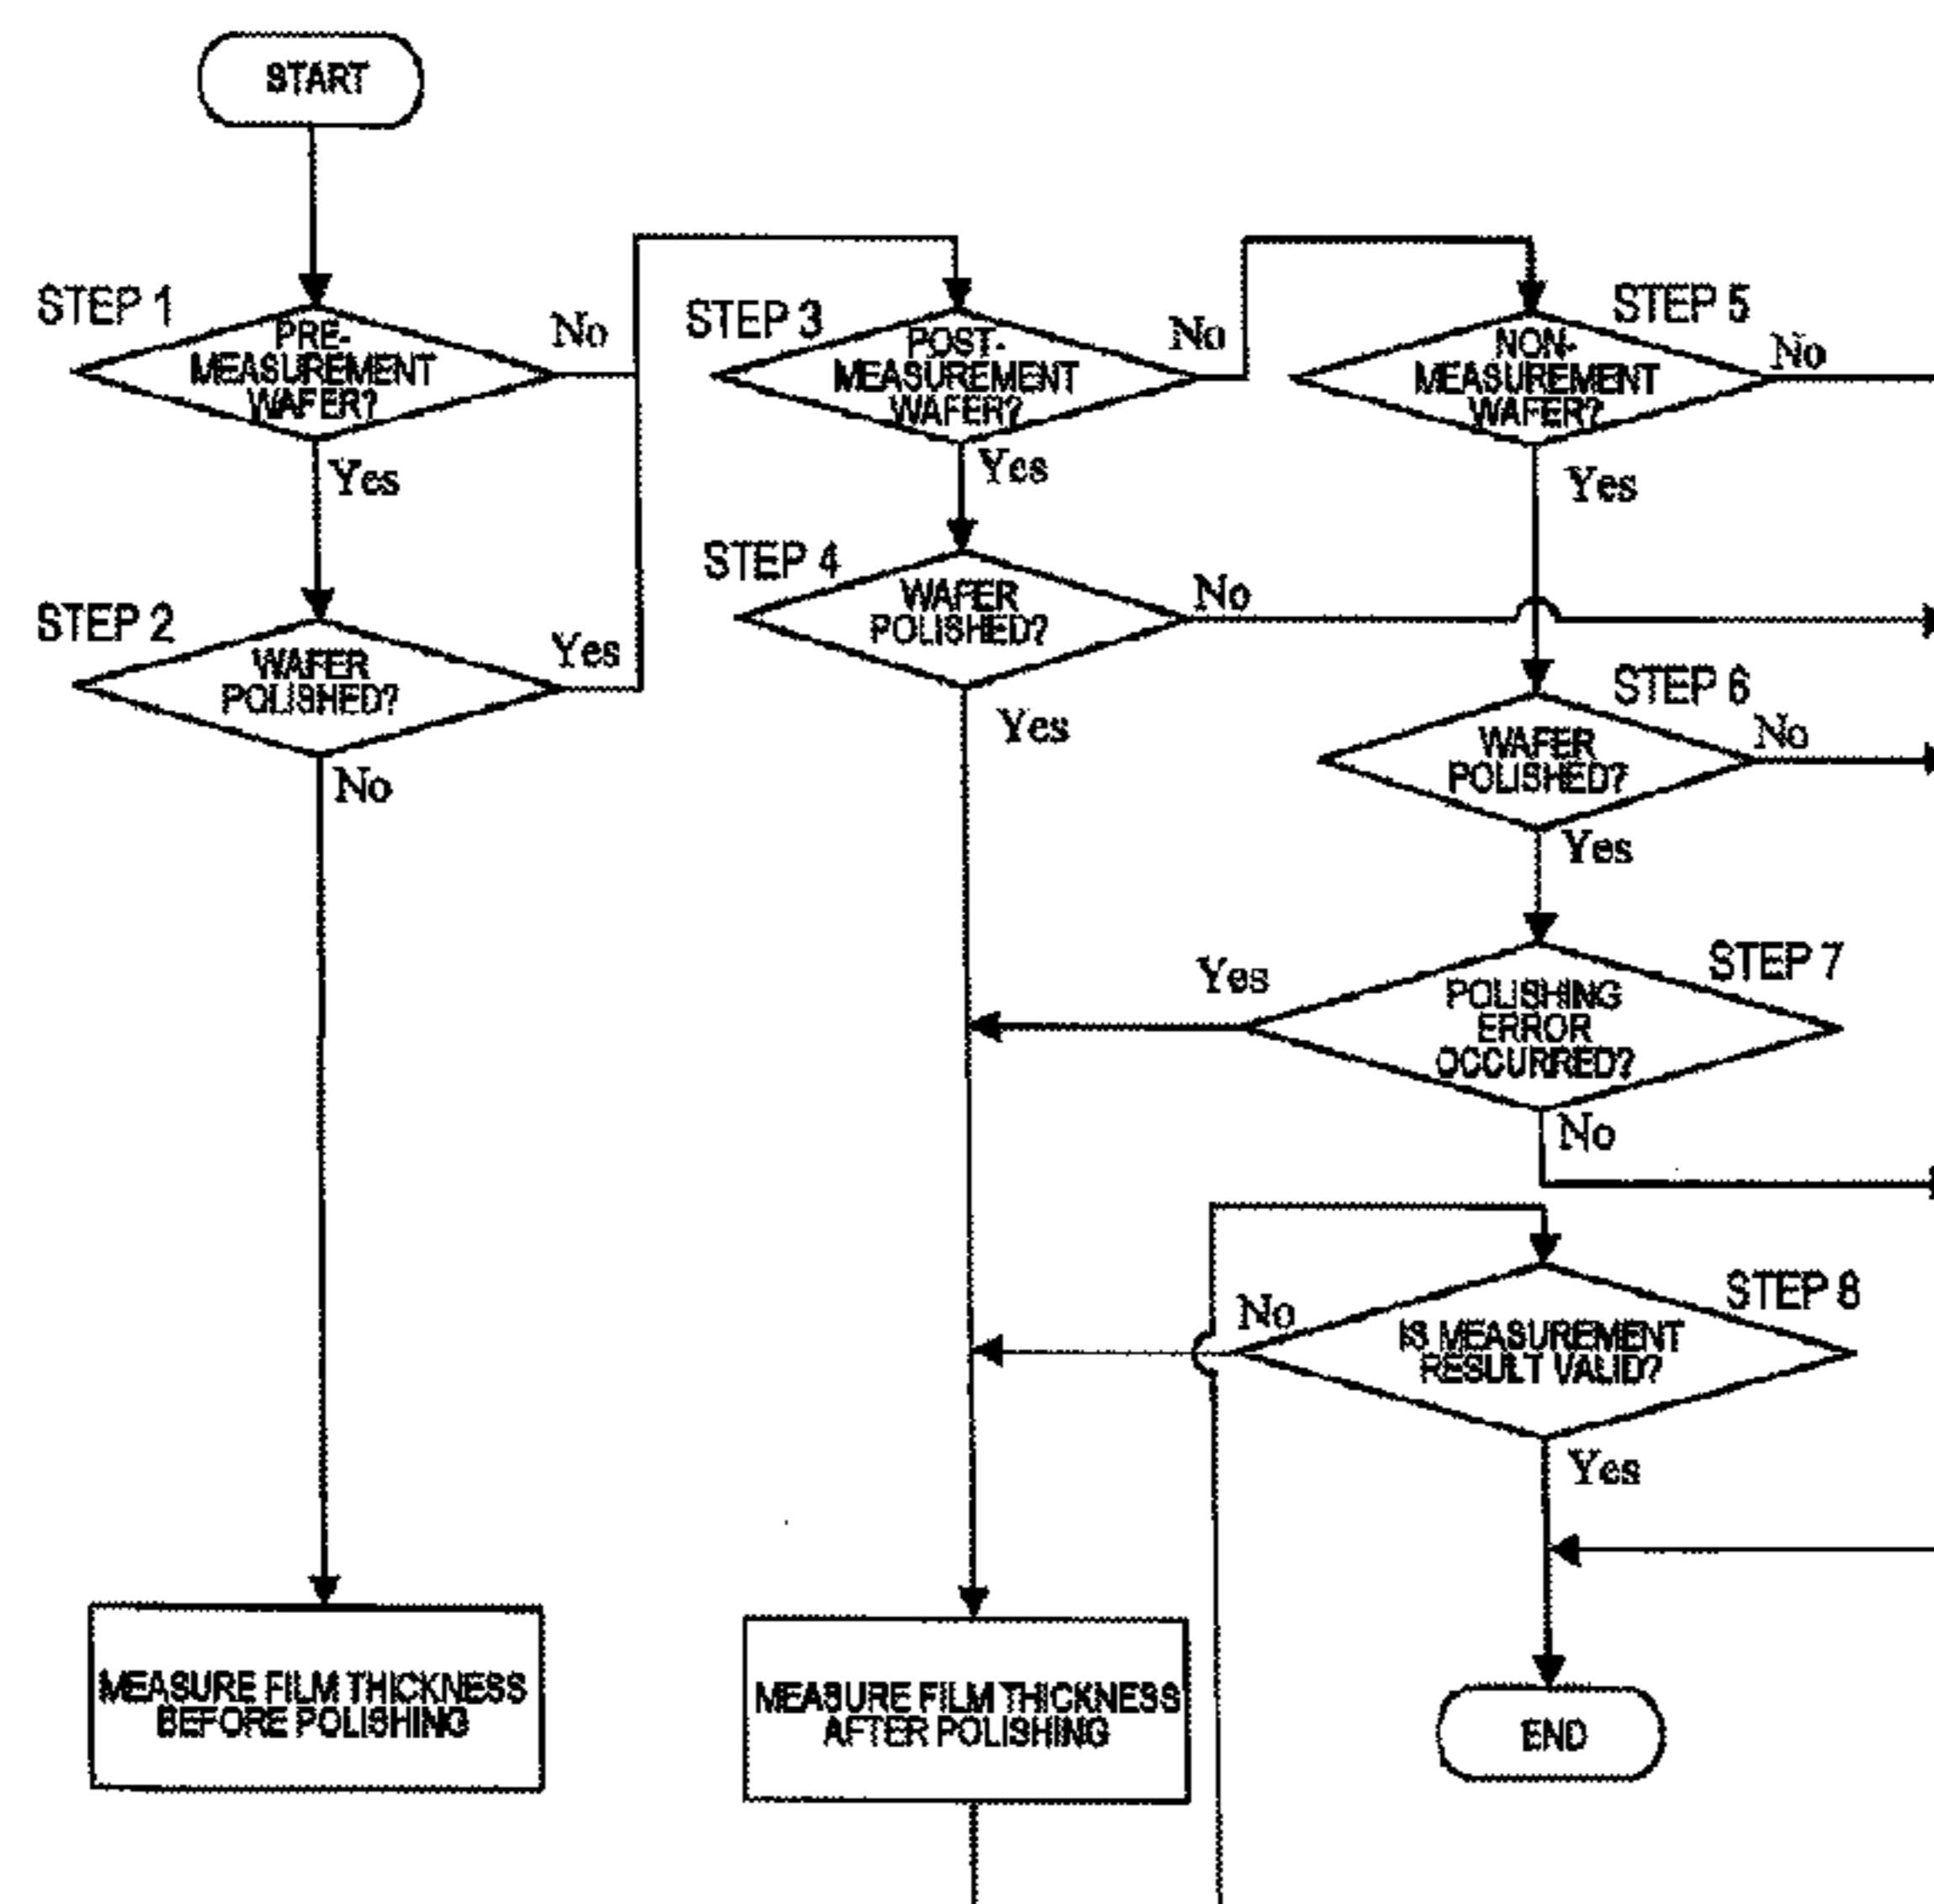 START
STEP 1
PRE-
MEASUREMENT
WAFER?
No
Yes
STEP 2
WAFER
POLISHED?
Yes
No
MEASURE FILM THICKNESS
BEFORE POLISHING
STEP 3
POST-
MEASUREMENT
WAFER?
No
Yes
STEP 4
WAFER
POLISHED?
No
Yes
MEASURE FILM THICKNESS
AFTER POLISHING
STEP 5
NON-
MEASUREMENT
WAFER?
No
Yes
STEP 6
WAFER
POLISHED?
No
Yes
STEP 7
POLISHING
ERROR
OCCURRED?
Yes
No
STEP 8
IS MEASUREMENT
RESULT VALID?
No
Yes
END